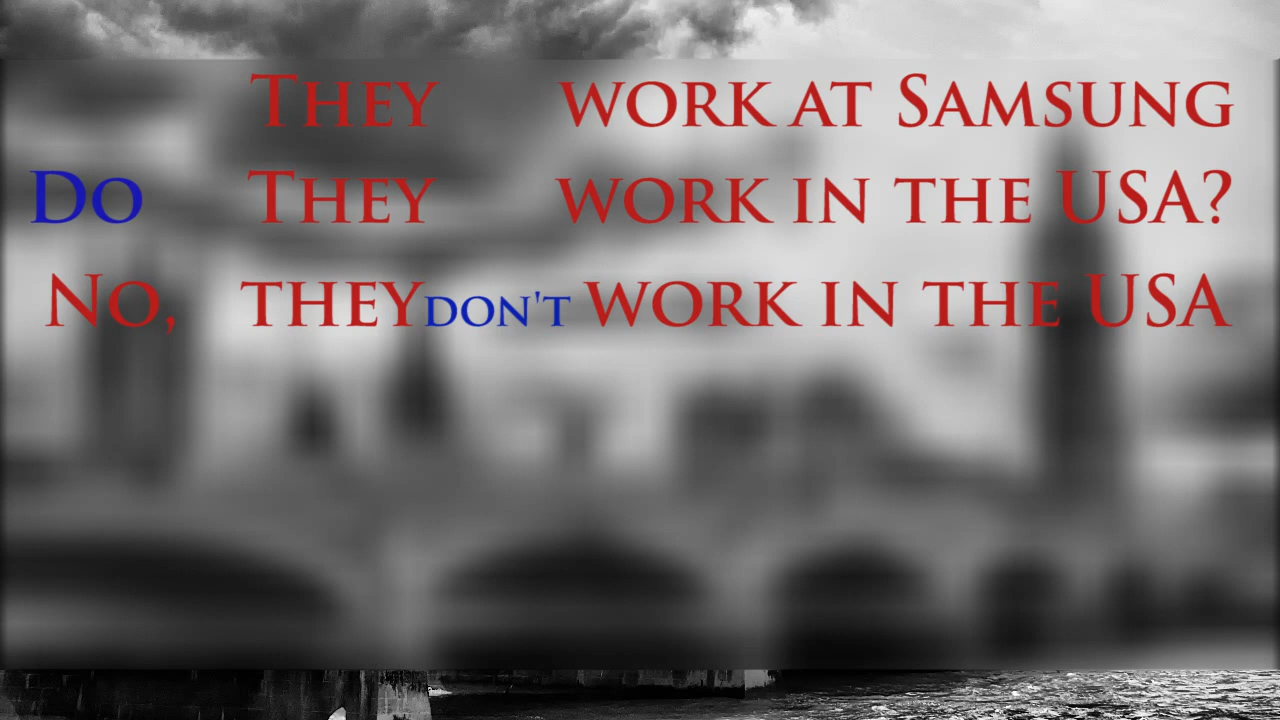 They work at Samsung
Do They work in the USA?
No, they don't work in the USA